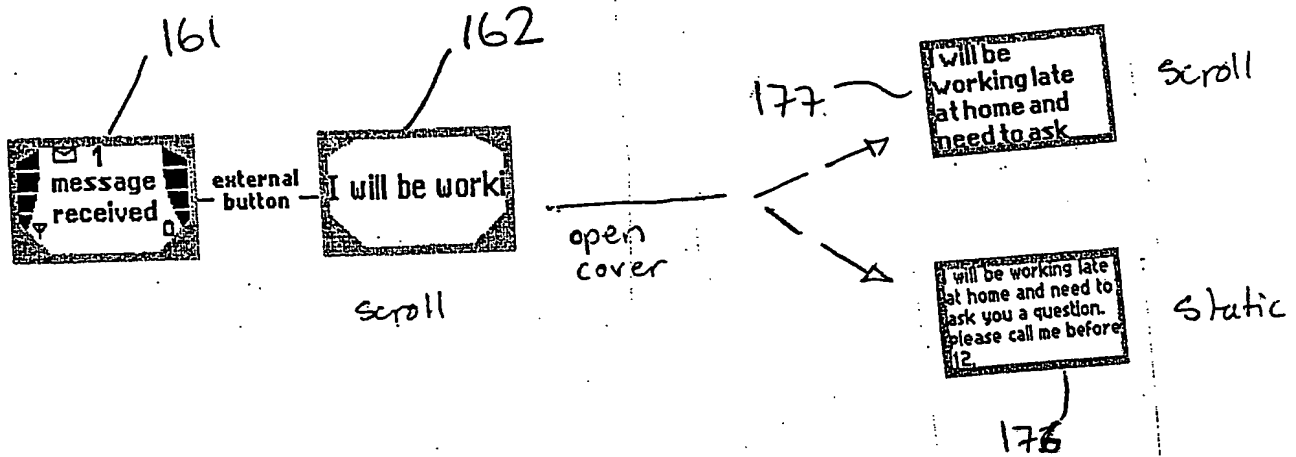 161
162
1
message
received
external
button
I will be worki
scroll
open
cover
177
I will be
working late
at home and
need to ask
scroll
I will be working late
at home and need to
ask you a question.
please call me before
12.
static
176